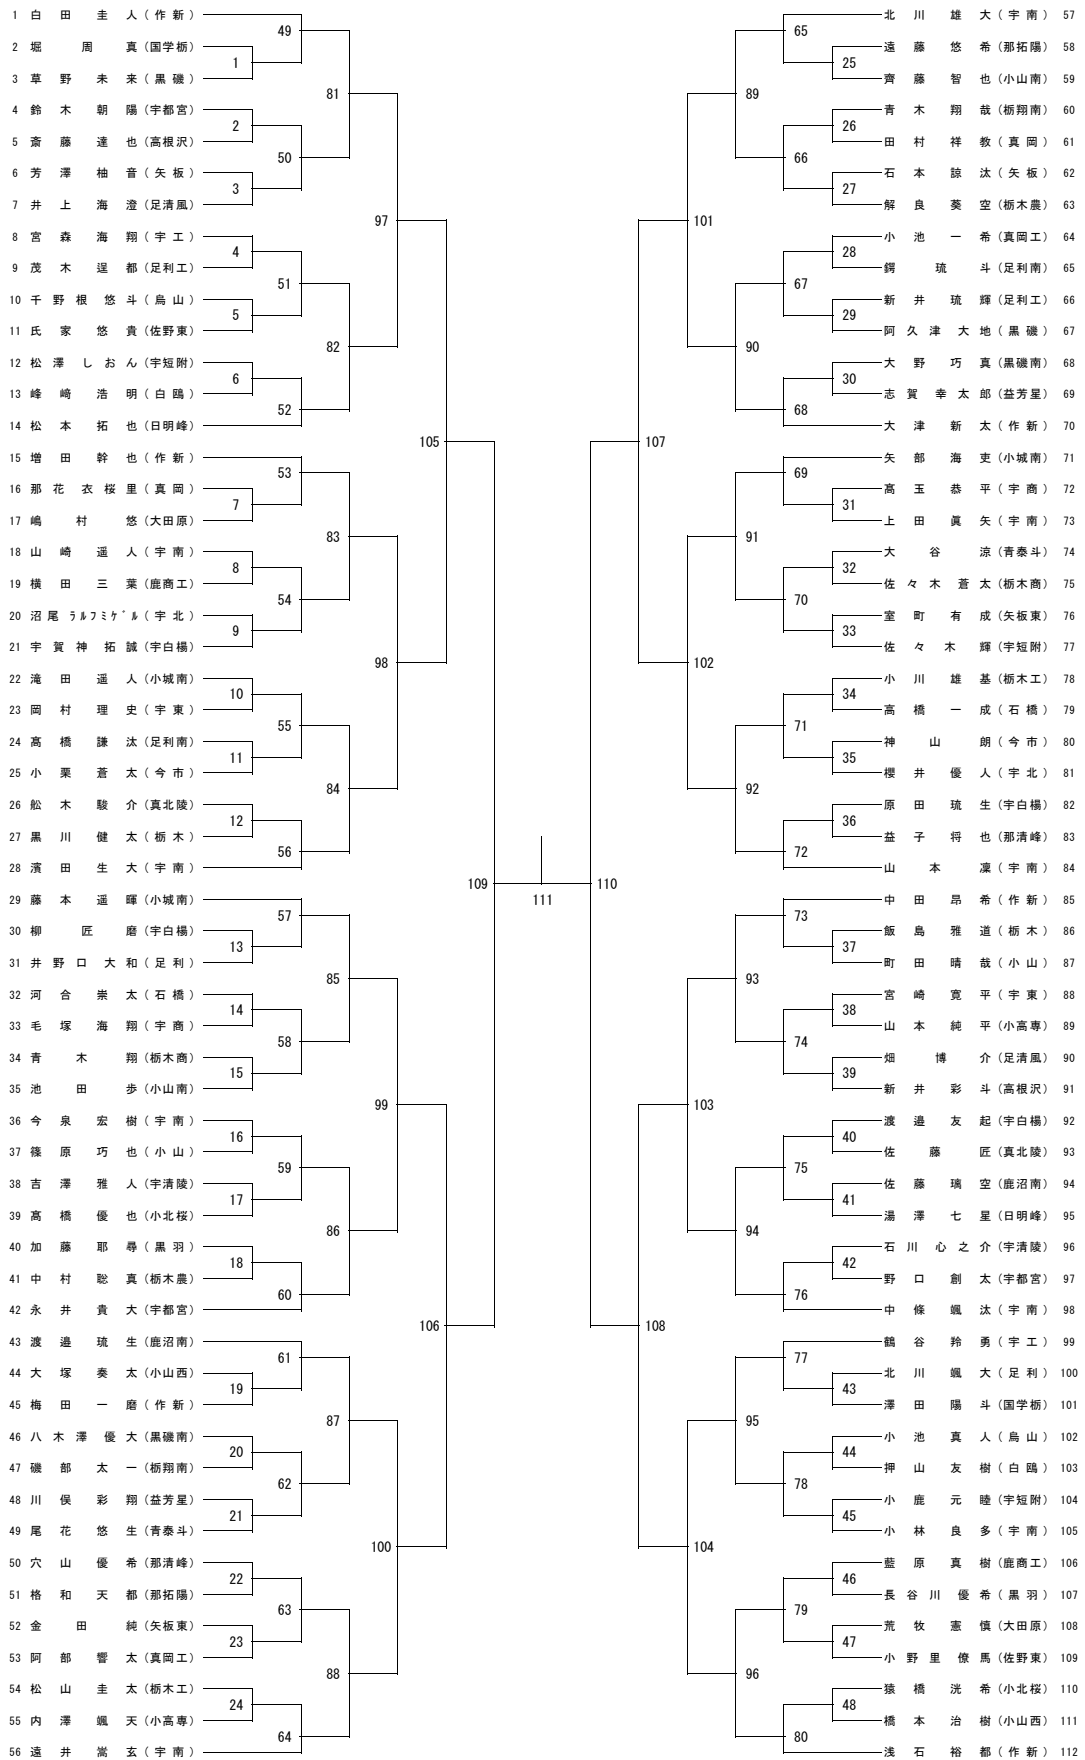 1 白田圭人(作新)
2 堀周真(国学栃)
3 草野未来(黒磯)
4 鈴木朝陽(宇都宮)
5 斎藤達也(高根沢)
6 芳澤柚音(矢板)
7 井上海澄(足清風)
8 宮森海翔(宇工)
9 茂木逞都(足利工)
10 千野根悠斗(烏山)
11 氏家悠貴(佐野東)
12 松澤しおん(宇短附)
13 峰﨑浩明(白鴎)
14 松本拓也(日明峰)
15 増田幹也(作新)
16 那花衣桜里(真岡)
17 嶋村悠(大田原)
18 山崎遥人(宇南)
19 横田三葉(鹿商工)
20 沼尾ラルフミゲル(宇北)
21 宇賀神拓誠(宇白楊)
22 滝田遥人(小城南)
23 岡村理史(宇東)
24 髙橋謙汰(足利南)
25 小栗蒼太(今市)
26 舩木駿介(真北陵)
27 黒川健太(栃木)
28 濱田生大(宇南)
29 藤本遥暉(小城南)
30 柳匠磨(宇白楊)
31 井野口大和(足利)
32 河合崇太(石橋)
33 毛塚海翔(宇商)
34 青木翔(栃木商)
35 池田歩(小山南)
36 今泉宏樹(宇南)
37 篠原巧也(小山)
38 吉澤雅人(宇清陵)
39 髙橋優也(小北桜)
40 加藤耶尋(黒羽)
41 中村聡真(栃木農)
42 永井貴大(宇都宮)
43 渡邉琉生(鹿沼南)
44 大塚奏太(小山西)
45 梅田一磨(作新)
46 八木澤優大(黒磯南)
47 磯部太一(栃翔南)
48 川俣彩翔(益芳星)
49 尾花悠生(青泰斗)
50 穴山優希(那清峰)
51 格和天都(那拓陽)
52 金田純(矢板東)
53 阿部響太(真岡工)
54 松山圭太(栃木工)
55 内澤颯天(小高専)
56 遠井嵩玄(宇南)
49
1
81
2
50
3
97
4
51
5
82
6
52
105
53
7
83
8
54
9
98
10
55
11
84
12
56
109
57
13
85
14
58
15
99
16
59
17
86
18
60
106
61
19
87
20
62
21
100
22
63
23
88
24
64
111
65
25
89
26
66
27
101
28
67
29
90
30
68
107
69
31
91
32
70
33
102
34
71
35
92
36
72
110
73
37
93
38
74
39
103
40
75
41
94
42
76
108
77
43
95
44
78
45
104
46
79
47
96
48
80
北川雄大(宇南) 57
遠藤悠希(那拓陽) 58
齊藤智也(小山南) 59
青木翔哉(栃翔南) 60
田村祥教(真岡) 61
石本諒汰(矢板) 62
解良葵空(栃木農) 63
小池一希(真岡工) 64
鍔琉斗(足利南) 65
新井琉輝(足利工) 66
阿久津大地(黒磯) 67
大野巧真(黒磯南) 68
志賀幸太郎(益芳星) 69
大津新太(作新) 70
矢部海吏(小城南) 71
髙玉恭平(宇商) 72
上田眞矢(宇南) 73
大谷涼(青泰斗) 74
佐々木蒼太(栃木商) 75
室町有成(矢板東) 76
佐々木輝(宇短附) 77
小川雄基(栃木工) 78
高橋一成(石橋) 79
神山朗(今市) 80
櫻井優人(宇北) 81
原田琉生(宇白楊) 82
益子将也(那清峰) 83
山本凜(宇南) 84
中田昂希(作新) 85
飯島雅道(栃木) 86
町田晴哉(小山) 87
宮崎寛平(宇東) 88
山本純平(小高専) 89
畑博介(足清風) 90
新井彩斗(高根沢) 91
渡邉友起(宇白楊) 92
佐藤匠(真北陵) 93
佐藤璃空(鹿沼南) 94
湯澤七星(日明峰) 95
石川心之介(宇清陵) 96
野口創太(宇都宮) 97
中條颯汰(宇南) 98
鶴谷羚勇(宇工) 99
北川颯大(足利) 100
澤田陽斗(国学栃) 101
小池真人(烏山) 102
押山友樹(白鴎) 103
小鹿元睦(宇短附) 104
小林良多(宇南) 105
藍原真樹(鹿商工) 106
長谷川優希(黒羽) 107
荒牧憲慎(大田原) 108
小野里僚馬(佐野東) 109
猿橋洸希(小北桜) 110
橋本治樹(小山西) 111
浅石裕都(作新) 112